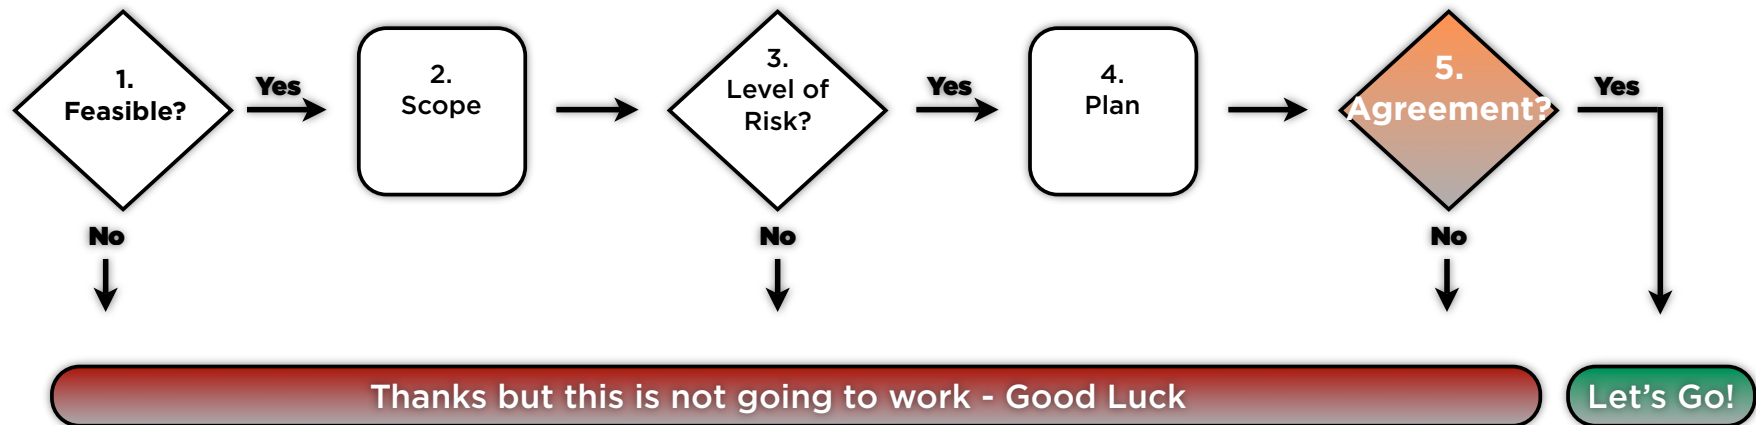 1.
Feasible?
Yes
2.
Scope
3.
Level of
Risk?
Yes
4.
Plan
5.
Agreement?
Yes
No
No
No
Thanks but this is not going to work - Good Luck
Let's Go!